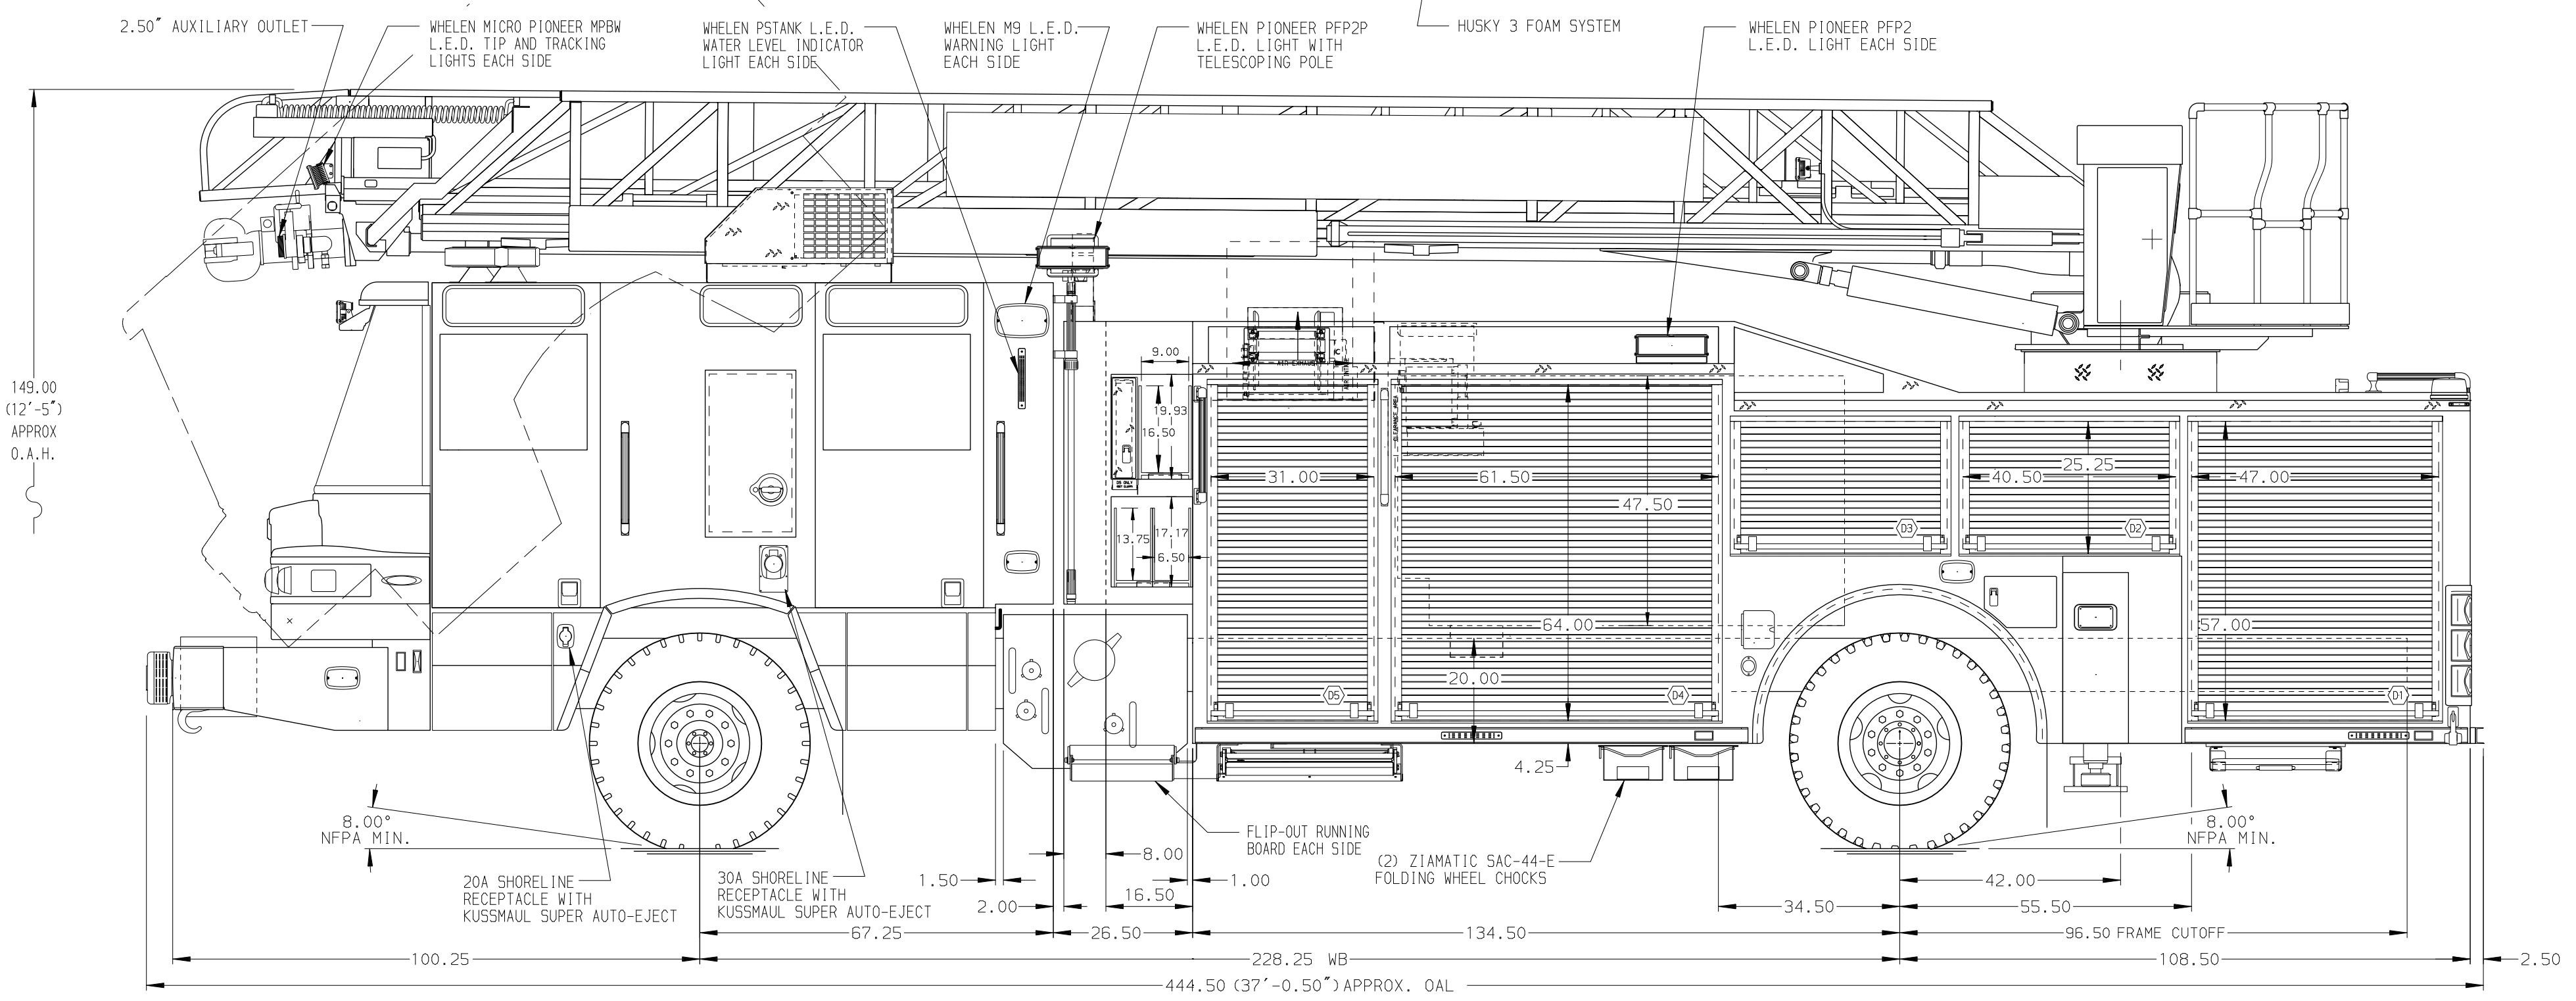 2.50" AUXILIARY OUTLET
WHELEN MICRO PIONEER MPBW
L.E.D. TIP AND TRACKING
LIGHTS EACH SIDE
WHELEN PSTANK L.E.D.
WATER LEVEL INDICATOR
LIGHT EACH SIDE
WHELEN M9 L.E.D.
WARNING LIGHT
EACH SIDE
WHELEN PIONEER PFP2P
L.E.D. LIGHT WITH
TELESCOPING POLE
HUSKY 3 FOAM SYSTEM
WHELEN PIONEER PFP2
L.E.D. LIGHT EACH SIDE
149.00
(12'-5")
APPROX
O.A.H.
9.00
19.93
16.50
13.75
17.17
6.50
AIR EXHAUST
AIR INTAKE
31.00
61.50
47.50
64.00
20.00
40.50
25.25
47.00
57.00
D5
D4
D3
D2
D1
4.25
8.00°
NFPA MIN.
8.00°
NFPA MIN.
20A SHORELINE
RECEPTACLE WITH
KUSSMAUL SUPER AUTO-EJECT
30A SHORELINE
RECEPTACLE WITH
KUSSMAUL SUPER AUTO-EJECT
FLIP-OUT RUNNING
BOARD EACH SIDE
(2) ZIAMATIC SAC-44-E
FOLDING WHEEL CHOCKS
8.00
1.50
1.00
16.50
2.00
42.00
34.50
55.50
67.25
26.50
134.50
96.50 FRAME CUTOFF
100.25
228.25 WB
108.50
2.50
444.50 (37'-0.50") APPROX. OAL